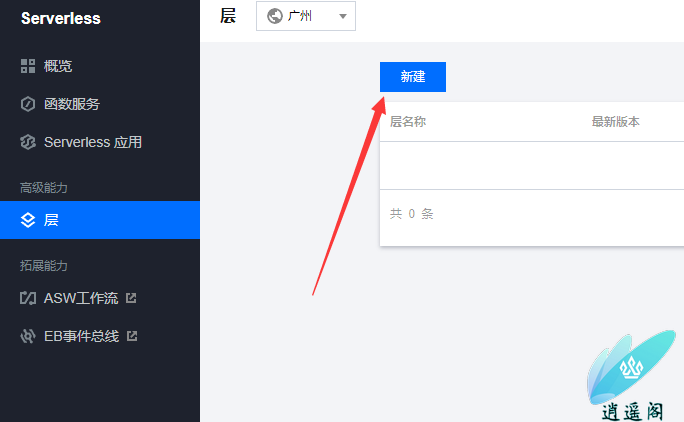 Serverless
概览
函数服务
Serverless 应用
高级能力
层
拓展能力
ASW工作流
EB事件总线
层
广州
新建
层名称
最新版本
共 0 条
逍遥阁